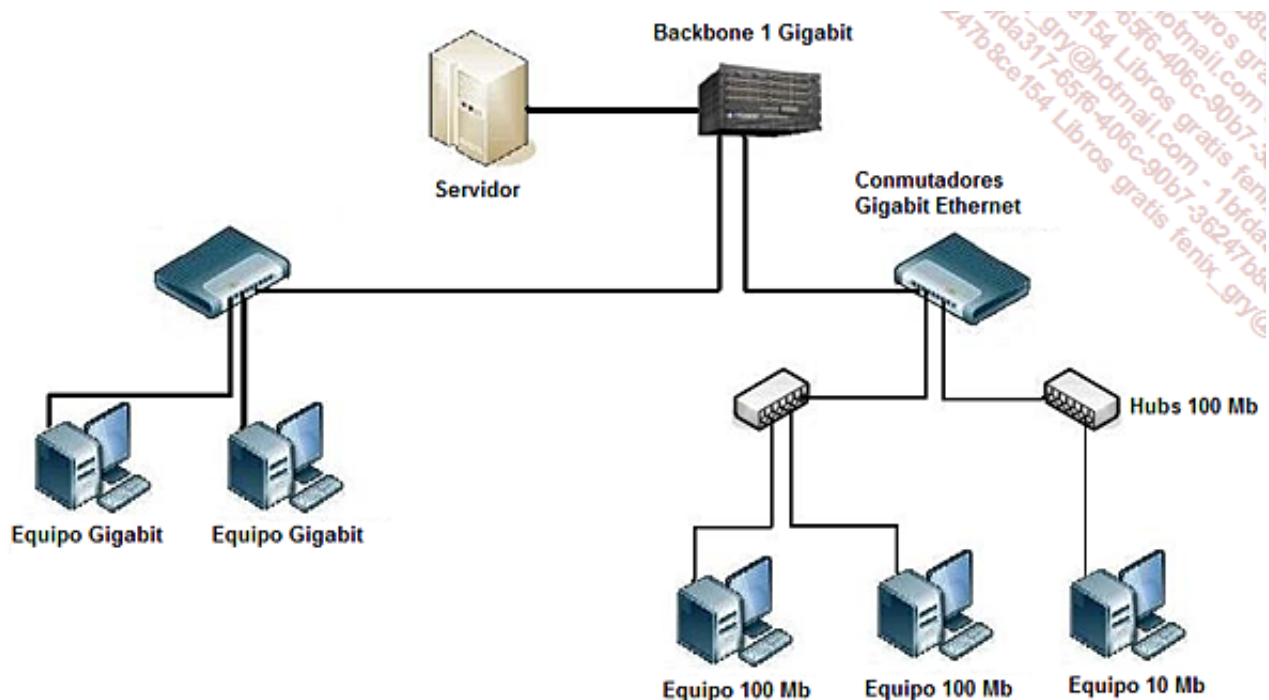 Backbone 1 Gigabit
Servidor
Conmutadores
Gigabit Ethernet
Hubs 100 Mb
Equipo Gigabit
Equipo Gigabit
Equipo 100 Mb
Equipo 100 Mb
Equipo 10 Mb